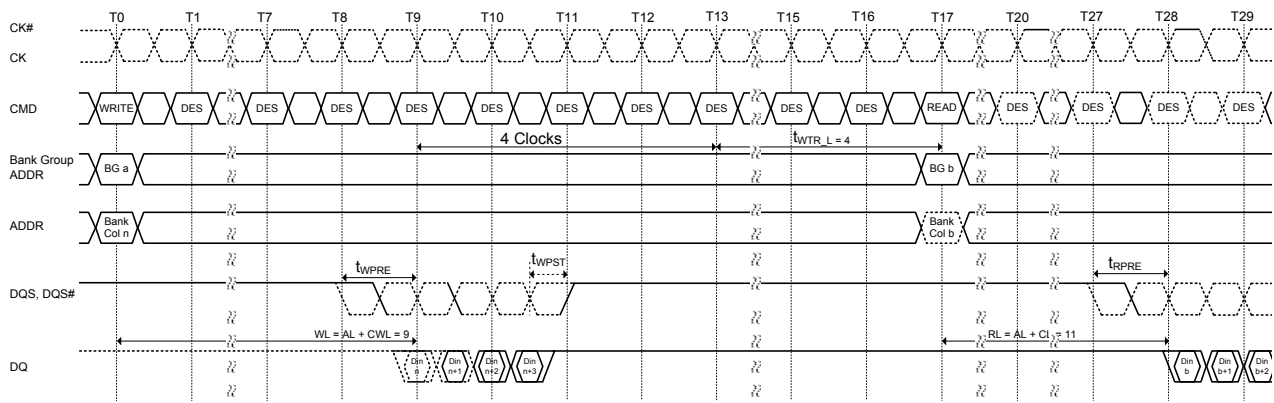 T0 T1 T7 T8 T9 T10 T11 T12 T13 T15 T16 T17 T20 T27 T28 T29
CK#
CK
CMD WRITE DES DES DES DES DES DES DES DES DES DES READ DES DES DES DES
4 Clocks tWTR_L = 4
Bank Group
ADDR
BG a BG b
ADDR
Bank
Col n
Bank
Col b
tWPRE tWPST tRPRE
DQS, DQS#
WL = AL + CWL = 9 RL = AL + CL = 11
DQ
Din
n
Din
n+1
Din
n+2
Din
n+3
Din
b
Din
b+1
Din
b+2